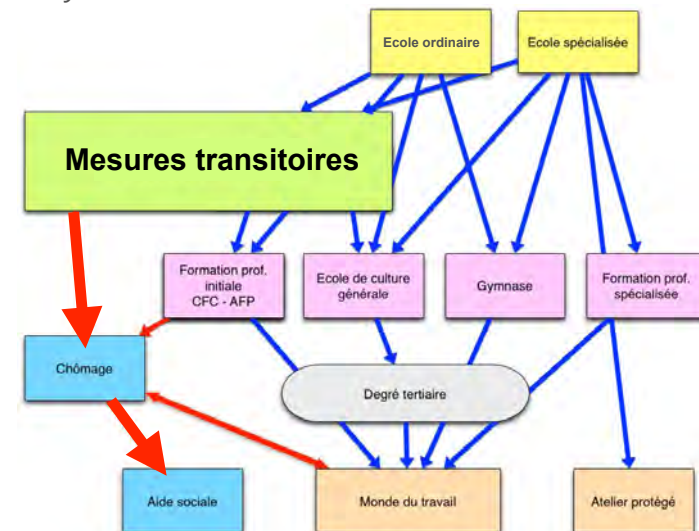 Ecole ordinaire
Ecole spécialisée
Mesures transitoires
Formation prof.
initiale
CFC - AFP
Ecole de culture
générale
Gymnase
Formation prof.
spécialisée
Chômage
Degré tertiaire
Aide sociale
Monde du travail
Atelier protégé